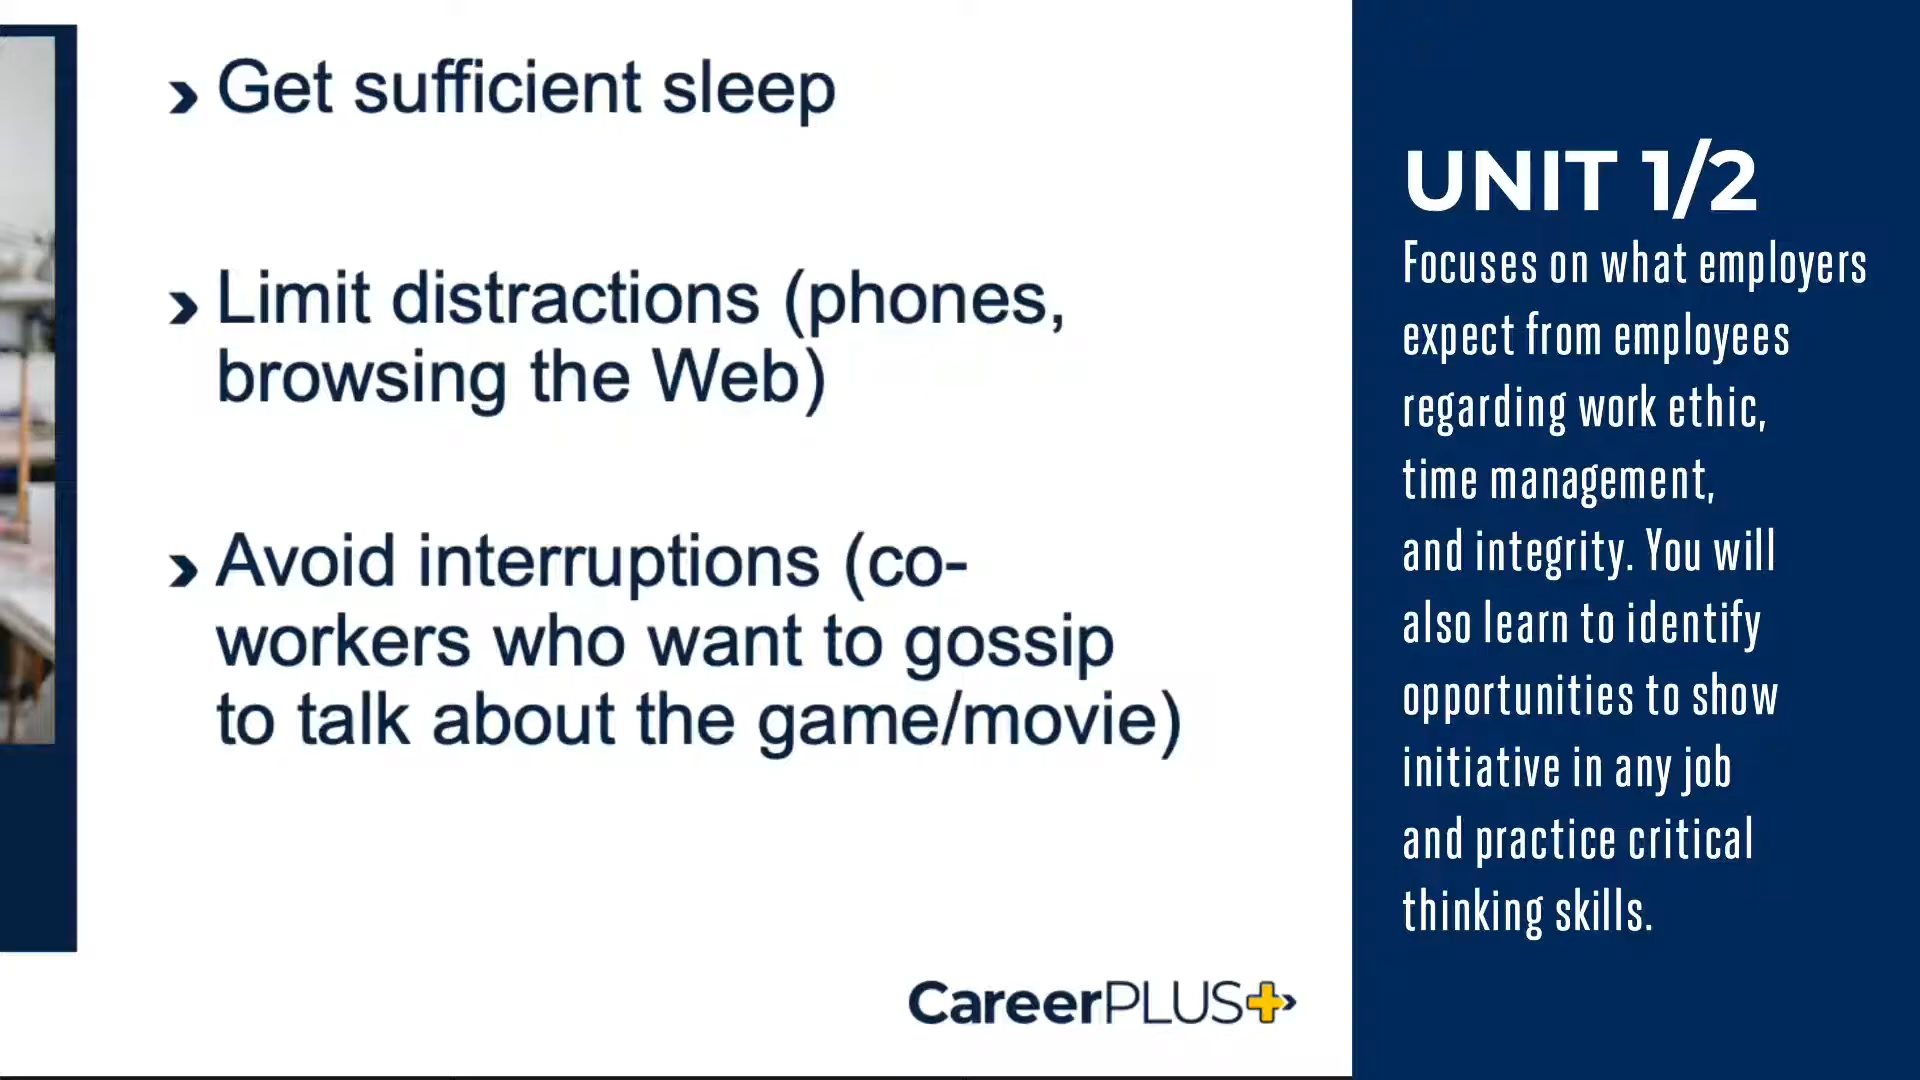 Get sufficient sleep
Limit distractions (phones,
browsing the Web)
Avoid interruptions (co-
workers who want to gossip
to talk about the game/movie)
CareerPLUS
UNIT 1/2
Focuses on what employers
expect from employees
regarding work ethic,
time management,
and integrity. You will
also learn to identify
opportunities to show
initiative in any job
and practice critical
thinking skills.